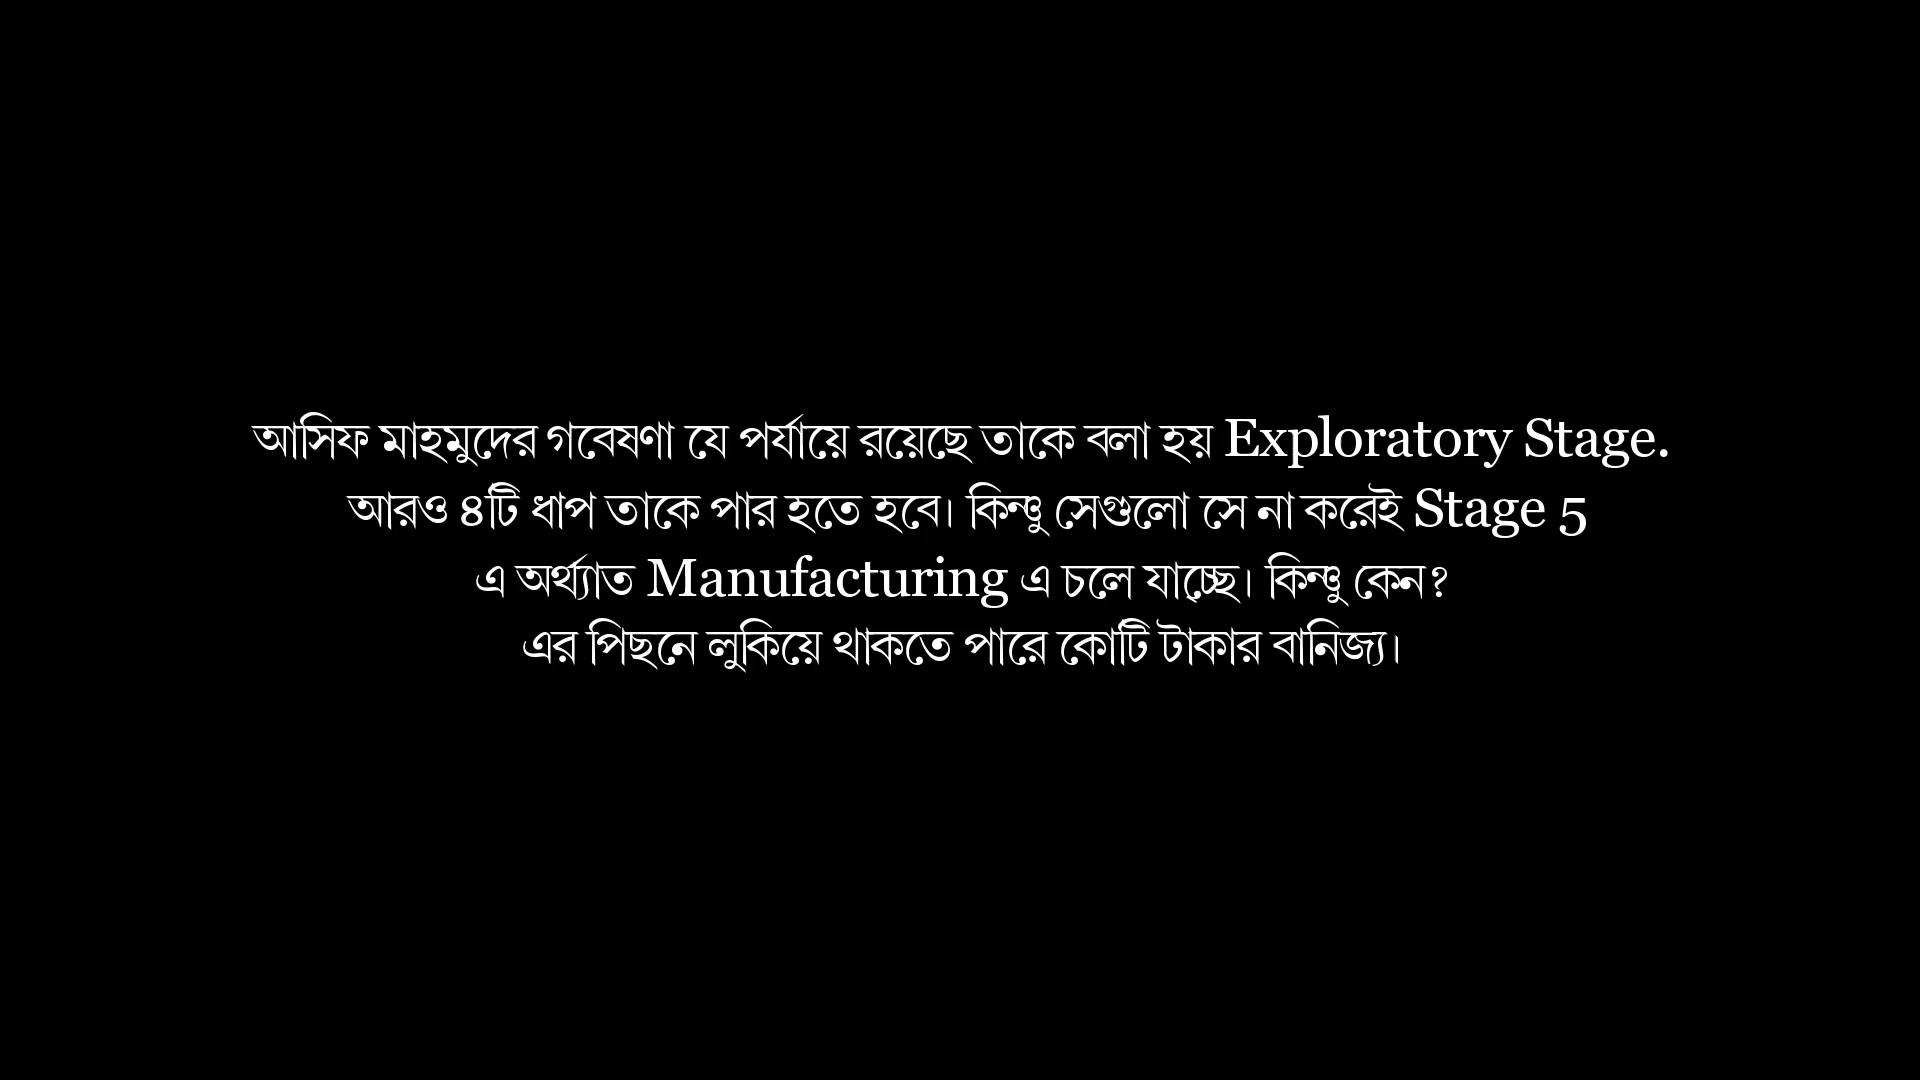 আসিফ মাহমুদের গবেষণা যে পর্যায়ে রয়েছে তাকে বলা হয় Exploratory Stage.
আরও ৪টি ধাপ তাকে পার হতে হবে। কিন্তু সেগুলো সে না করেই Stage 5
এ অর্থ্যাত Manufacturing এ চলে যাচ্ছে। কিন্তু কেন?
এর পিছনে লুকিয়ে থাকতে পারে কোটি টাকার বানিজ্য।